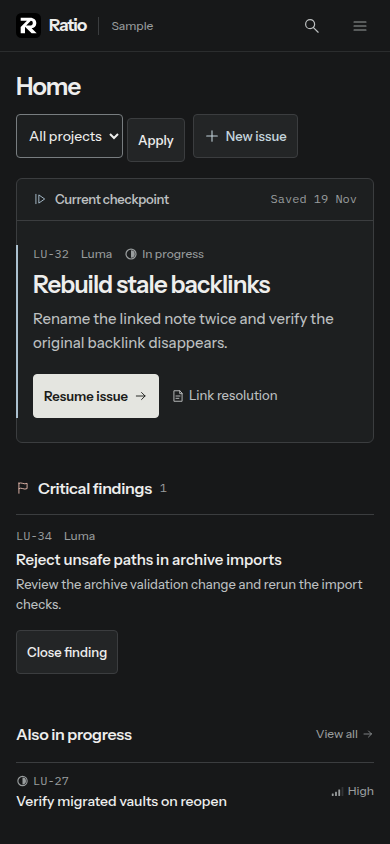 Ratio
Sample
Home
All projects
Apply
New issue
Current checkpoint
Saved 19 Nov
LU-32 Luma In progress
Rebuild stale backlinks
Rename the linked note twice and verify the
original backlink disappears.
Resume issue
Link resolution
Critical findings 1
LU-34 Luma
Reject unsafe paths in archive imports
Review the archive validation change and rerun the import
checks.
Close finding
Also in progress
View all
LU-27
Verify migrated vaults on reopen
High